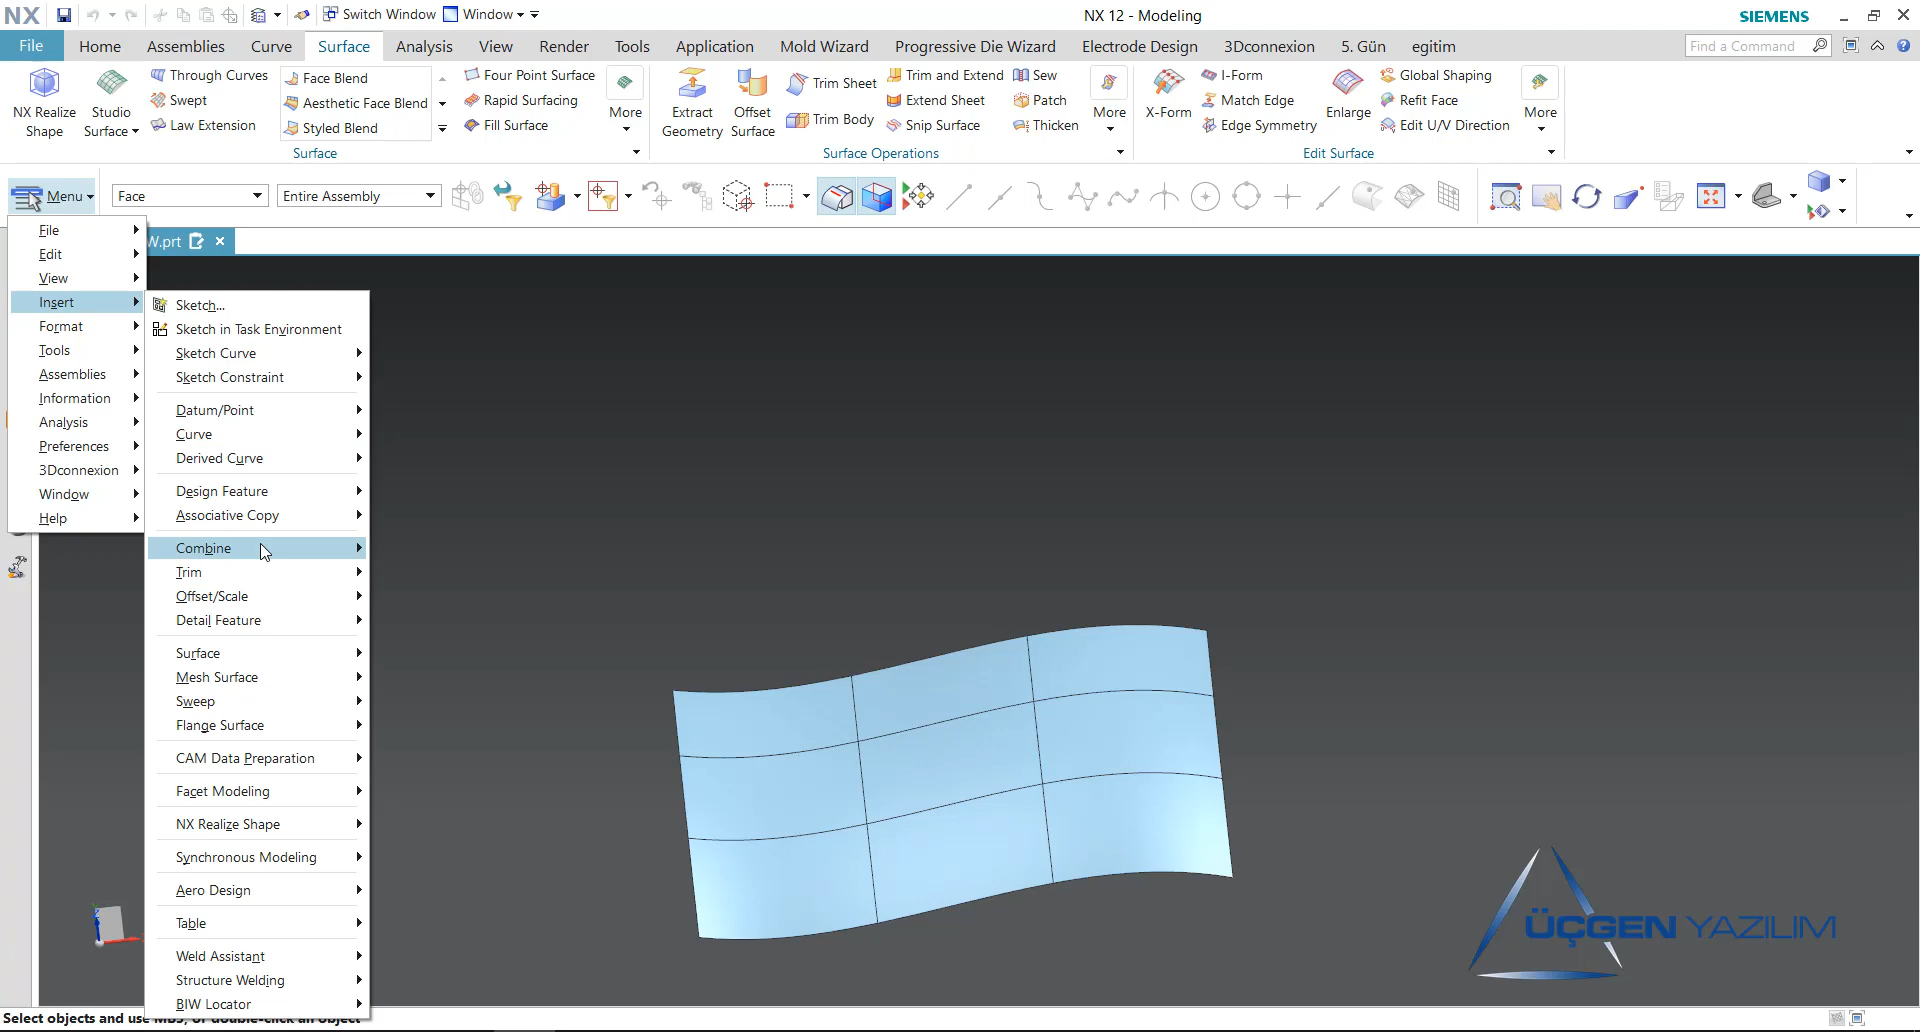 NX Switch Window Window NX 12 - Modeling SIEMENS
File Home Assemblies Curve Surface Analysis View Render Tools Application Mold Wizard Progressive Die Wizard Electrode Design 3Dconnexion 5. Gün egitim Find a Command
NX Realize Shape
Studio Surface
Through Curves
Swept
Law Extension
Face Blend
Aesthetic Face Blend
Styled Blend
Four Point Surface
Rapid Surfacing
Fill Surface
More
Extract Geometry
Offset Surface
Trim Sheet
Trim Body
Trim and Extend
Extend Sheet
Snip Surface
Sew
Patch
Thicken
More
X-Form
I-Form
Match Edge
Edge Symmetry
Enlarge
Global Shaping
Refit Face
Edit U/V Direction
More
Surface Surface Operations Edit Surface
Menu Face Entire Assembly
W.prt
File
Edit
View
Insert
Format
Tools
Assemblies
Information
Analysis
Preferences
3Dconnexion
Window
Help
Sketch...
Sketch in Task Environment
Sketch Curve
Sketch Constraint
Datum/Point
Curve
Derived Curve
Design Feature
Associative Copy
Combine
Trim
Offset/Scale
Detail Feature
Surface
Mesh Surface
Sweep
Flange Surface
CAM Data Preparation
Facet Modeling
NX Realize Shape
Synchronous Modeling
Aero Design
Table
Weld Assistant
Structure Welding
BIW Locator
ÜÇGEN YAZILIM
Select objects and use MB3, or double-click an object